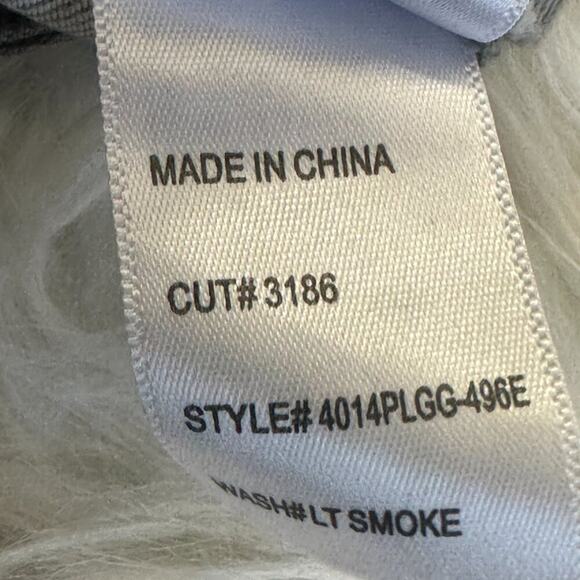 MADE IN CHINA
CUT# 3186
STYLE# 4014PLGG-496E
WASH# LT SMOKE